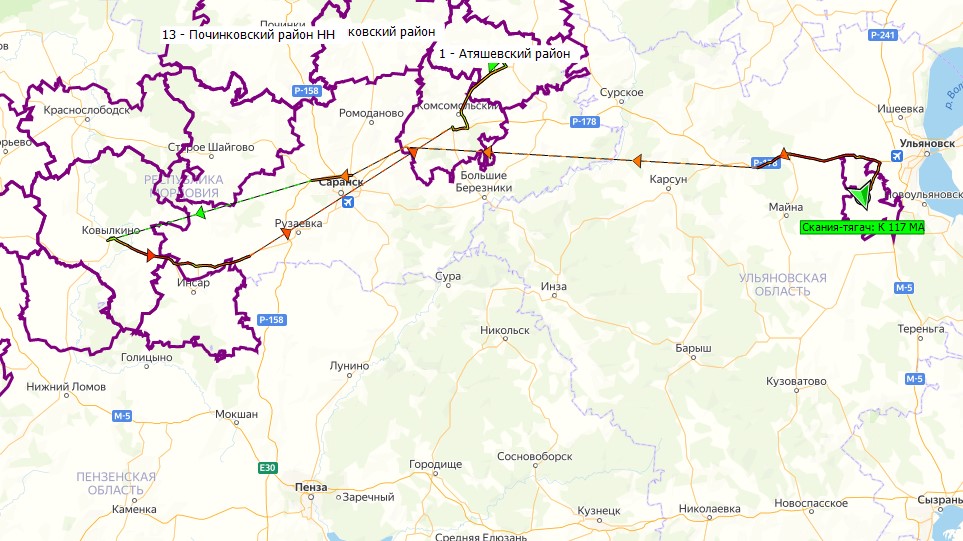 Починки
13 - Починковский район НН
ковский район
1 - Атяшевский район
Р-241
Р-158
Сурское
Краснослободск
Комсомольский
Ишеевка
Ромоданово
Р-178
Старое Шайгово
Ульяновск
Р-178
РЕСПУБЛИКА
МОРДОВИЯ
Саранск
Большие
Березники
Карсун
Новоульяновск
Майна
Ковылкино
Рузаевка
Скания-тягач: К 117 МА
Инсар
Сура
Инза
УЛЬЯНОВСКАЯ
ОБЛАСТЬ
М-5
Р-158
Никольск
Тереньга
Голицыно
Лунино
Барыш
Нижний Ломов
Кузоватово
М-5
М-5
Мокшан
Е30
Городище
Сосновоборск
ПЕНЗЕНСКАЯ
ОБЛАСТЬ
Пенза
Заречный
Каменка
Кузнецк
Николаевка
Новоспасское
Сызрань
Средняя Елюзань